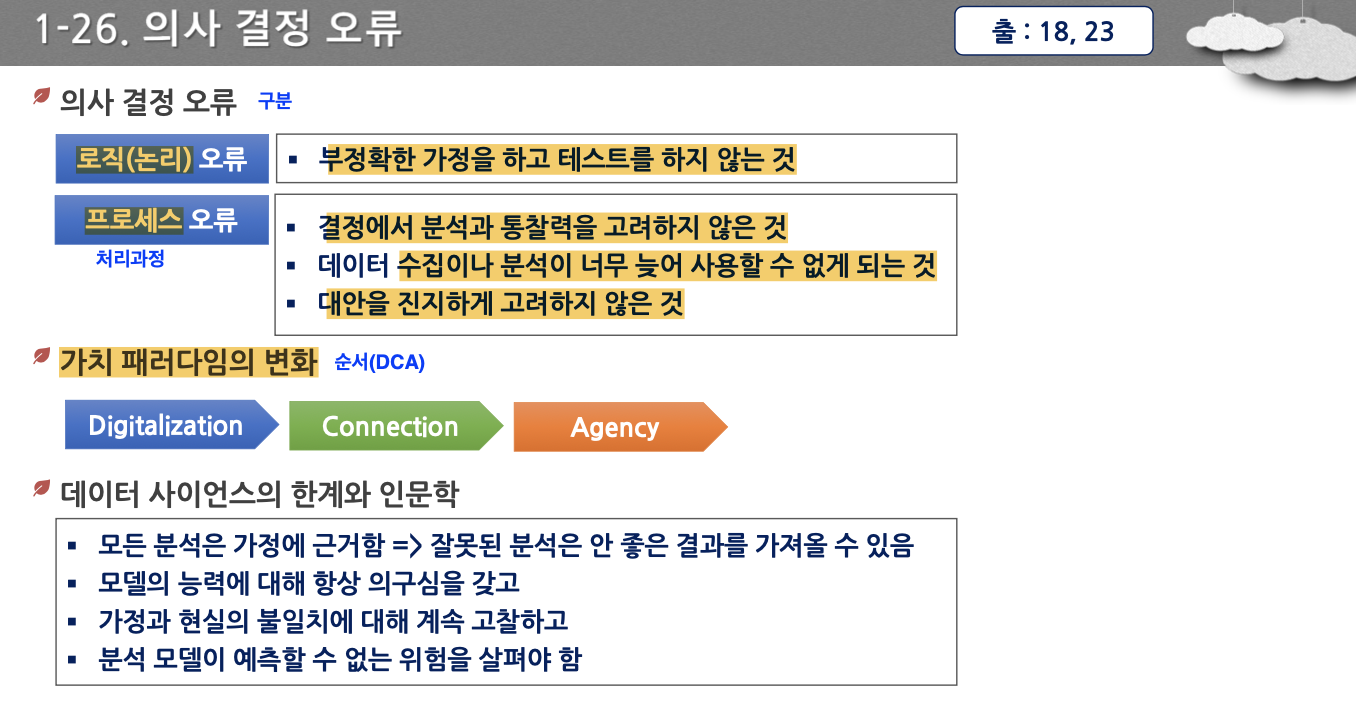 1-26. 의사 결정 오류
출 : 18, 23
의사 결정 오류 구분
로직(논리) 오류
▪ 부정확한 가정을 하고 테스트를 하지 않는 것
프로세스 오류
처리과정
▪ 결정에서 분석과 통찰력을 고려하지 않은 것
▪ 데이터 수집이나 분석이 너무 늦어 사용할 수 없게 되는 것
▪ 대안을 진지하게 고려하지 않은 것
가치 패러다임의 변화 순서(DCA)
Digitalization Connection Agency
데이터 사이언스의 한계와 인문학
▪ 모든 분석은 가정에 근거함 => 잘못된 분석은 안 좋은 결과를 가져올 수 있음
▪ 모델의 능력에 대해 항상 의구심을 갖고
▪ 가정과 현실의 불일치에 대해 계속 고찰하고
▪ 분석 모델이 예측할 수 없는 위험을 살펴야 함